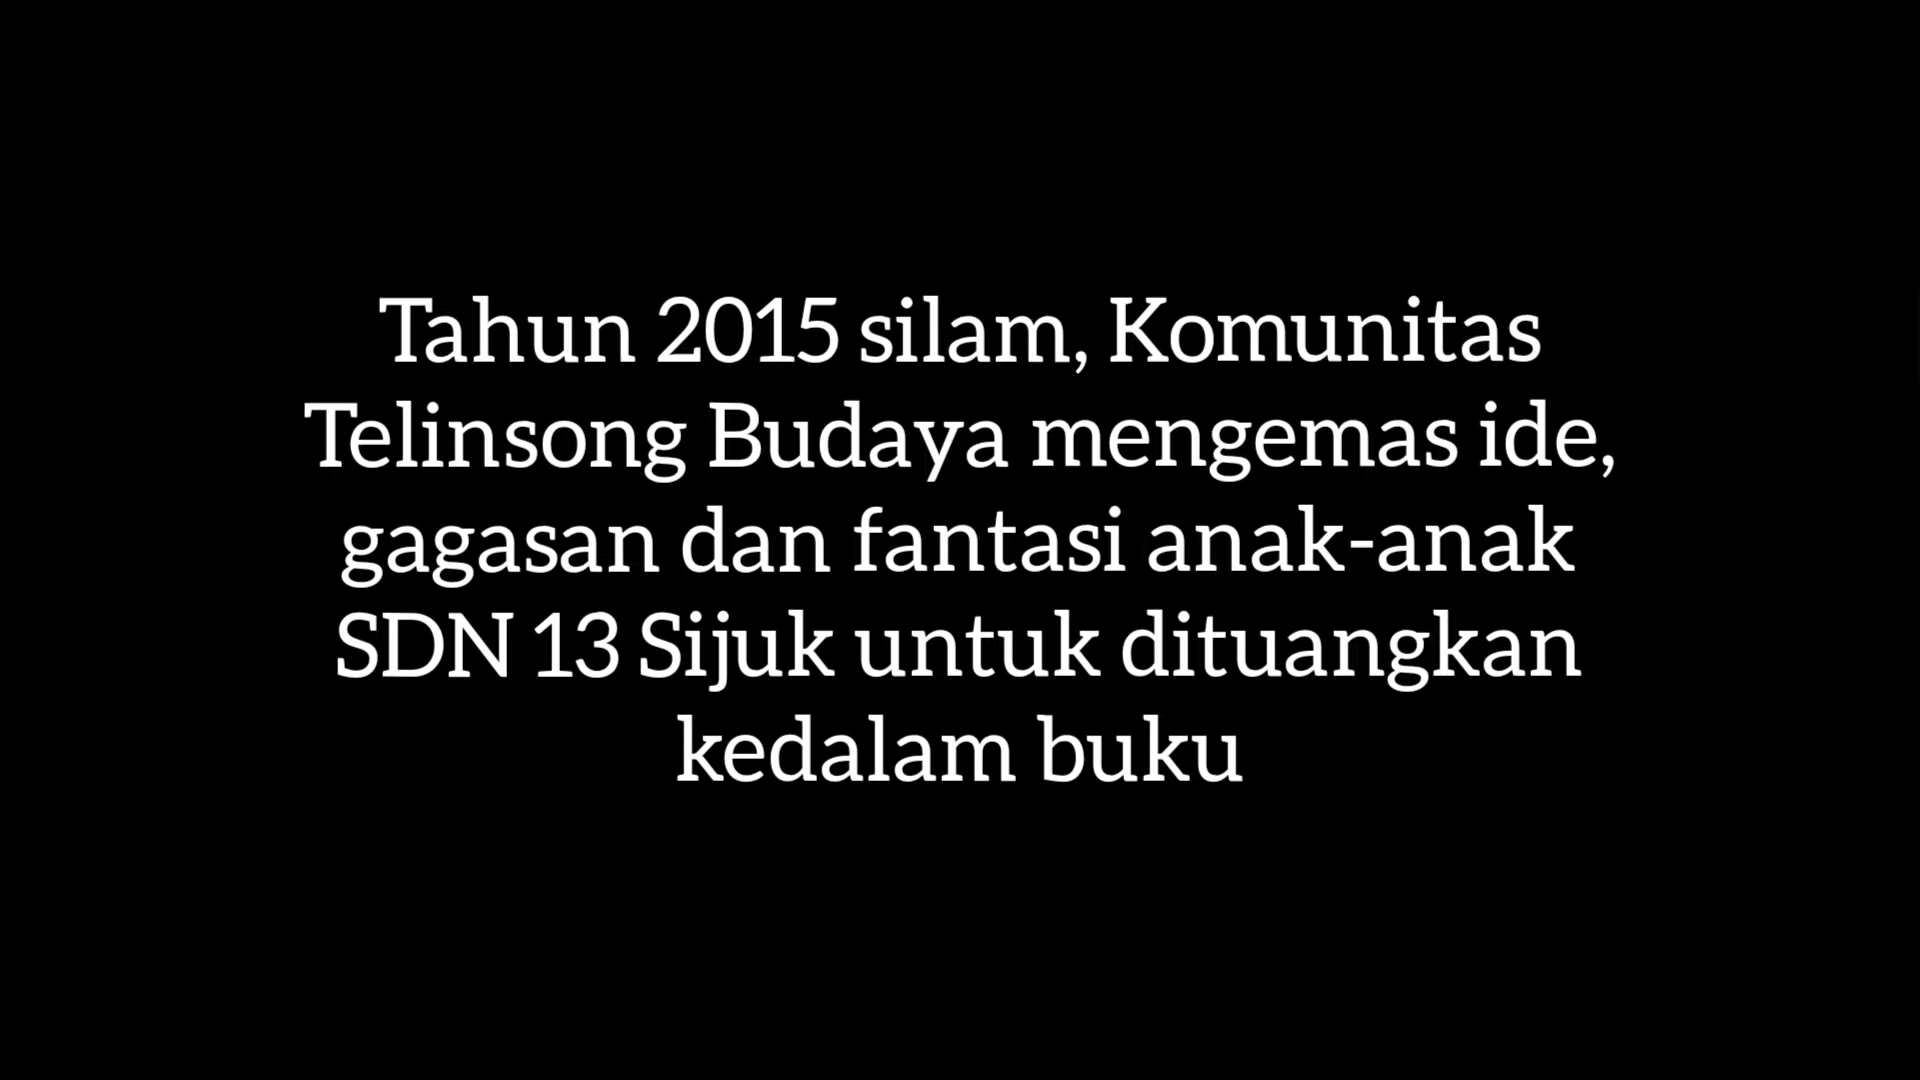 Tahun 2015 silam, Komunitas
Telinsong Budaya mengemas ide,
gagasan dan fantasi anak-anak
SDN 13 Sijuk untuk dituangkan
kedalam buku